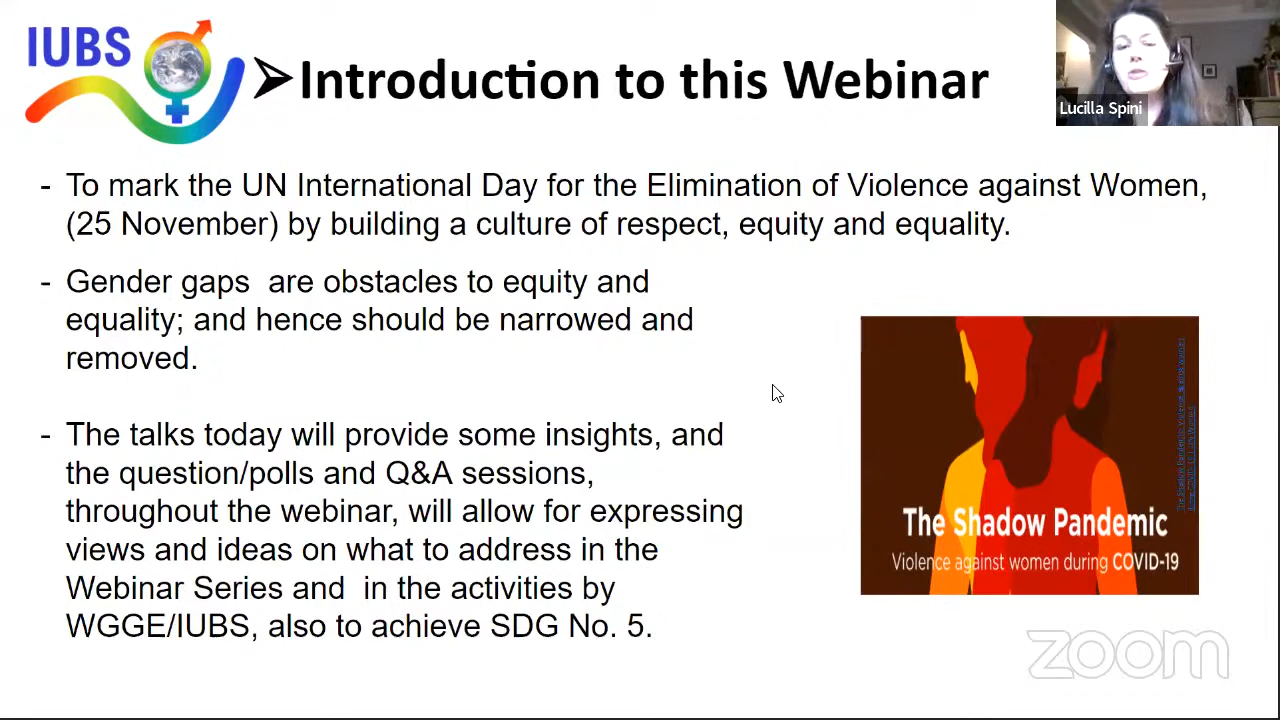 IUBS
➤Introduction to this Webinar
Lucilla Spini
- To mark the UN International Day for the Elimination of Violence against Women,
(25 November) by building a culture of respect, equity and equality.
- Gender gaps are obstacles to equity and
equality; and hence should be narrowed and
removed.
- The talks today will provide some insights, and
the question/polls and Q&A sessions,
throughout the webinar, will allow for expressing
views and ideas on what to address in the
Webinar Series and in the activities by
WGGE/IUBS, also to achieve SDG No. 5.
The Shadow Pandemic
Violence against women during COVID-19
zoom